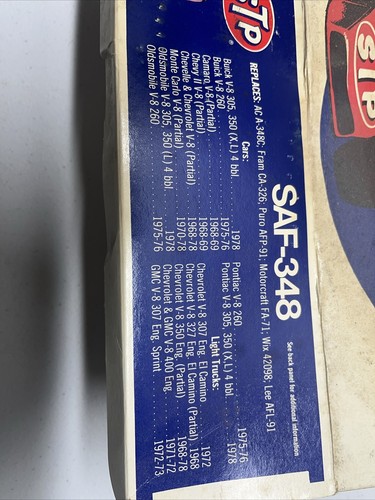 STP
STP
SAF-348
See back panel for additional information
REPLACES: AC A-348C; Fram CA-326; Puro AFP-91; Motorcraft FA-71; Wix 42098; Lee AFL-91
Cars:
Buick V-8 305, 350 (X,L) 4 bbl. 1978
Buick V-8 260 1975-76
Camaro V-8 (Partial) 1968-69
Chevy II V-8 (Partial) 1968-69
Chevelle & Chevrolet V-8 (Partial) 1968-78
Monte Carlo V-8 (Partial) 1970-73
Oldsmobile V-8 305, 350 (L) 4 bbl. 1978
Oldsmobile V-8 260 1975-76
Pontiac V-8 260 1975-76
Pontiac V-8 305, 350 (X,L) 4 bbl. 1978
Light Trucks:
Chevrolet V-8 307 Eng. El Camino 1972
Chevrolet V-8 327 Eng. El Camino (Partial) 1968
Chevrolet V-8 350 Eng. (Partial) 1968-78
Chevrolet & GMC V-8 400 Eng. 1971-72
GMC V-8 307 Eng. Sprint 1972-73